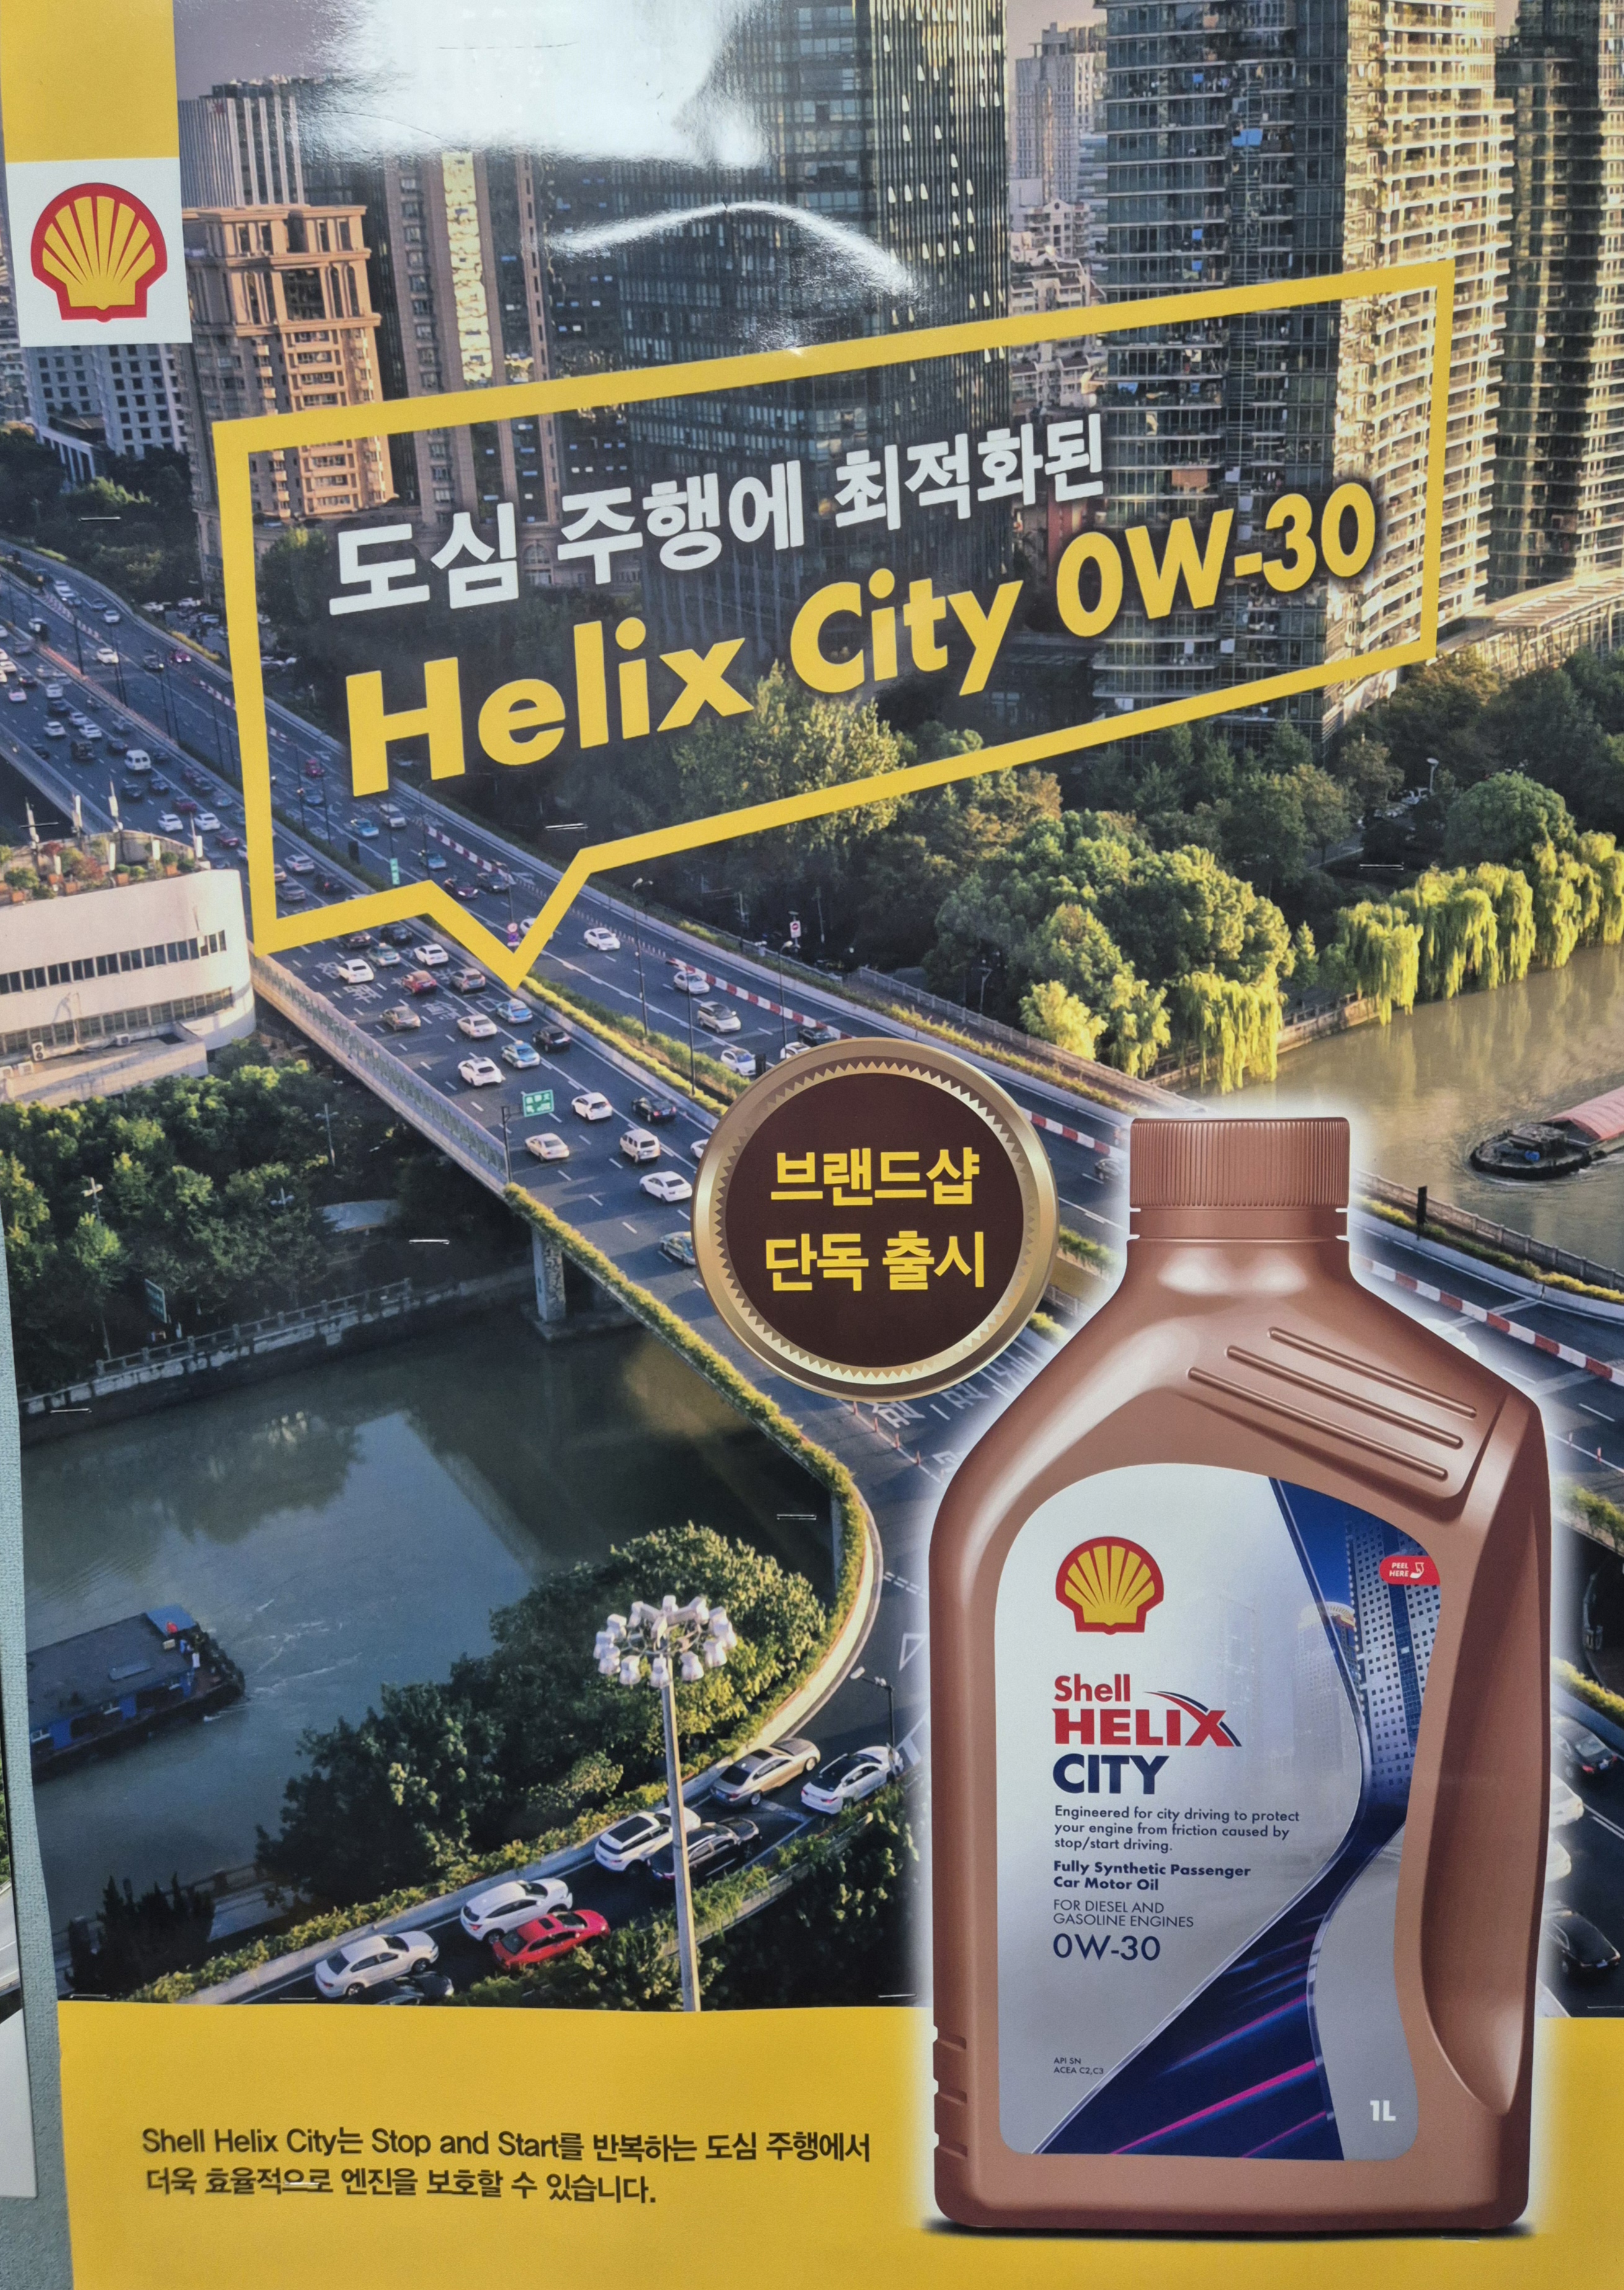 도심 주행에 최적화된
Helix City 0W-30
브랜드샵
단독 출시
PEEL
HERE
Shell
HELIX
CITY
Engineered for city driving to protect
your engine from friction caused by
stop/start driving.
Fully Synthetic Passenger
Car Motor Oil
FOR DIESEL AND
GASOLINE ENGINES
0W-30
API SN
ACEA C2,C3
1L
Shell Helix City는 Stop and Start를 반복하는 도심 주행에서
더욱 효율적으로 엔진을 보호할 수 있습니다.